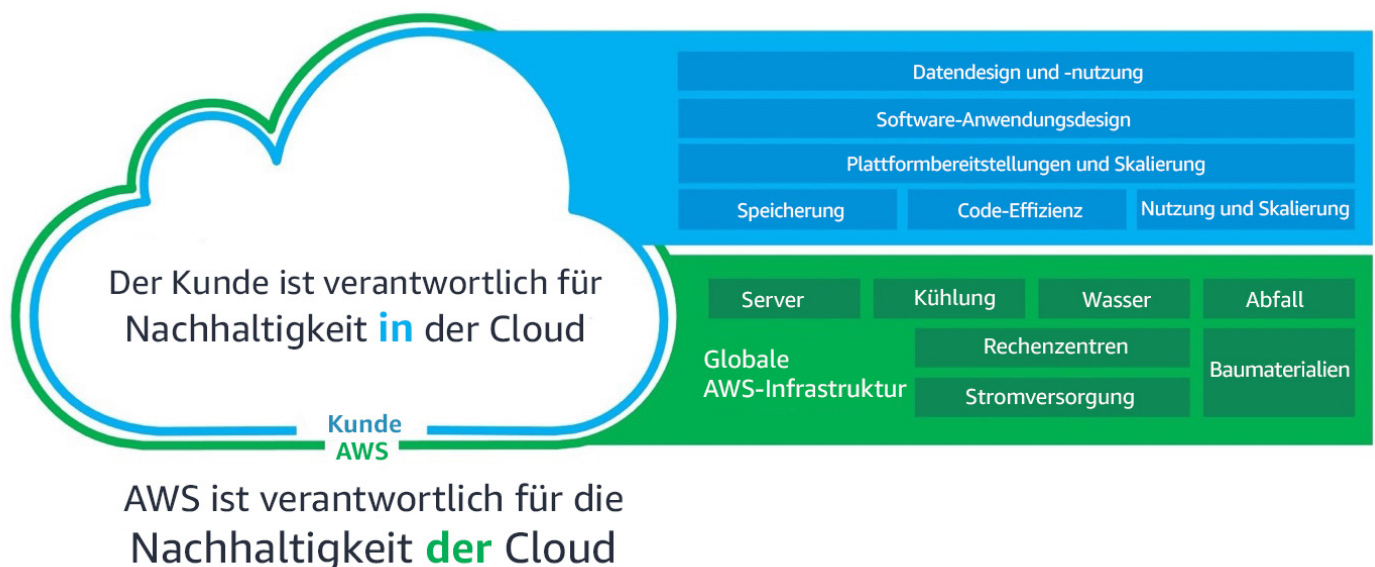 Datendesign und -nutzung
Software-Anwendungsdesign
Plattformbereitstellungen und Skalierung
Speicherung
Code-Effizienz
Nutzung und Skalierung
Der Kunde ist verantwortlich für
Nachhaltigkeit in der Cloud
Server
Kühlung
Wasser
Abfall
Globale
AWS-Infrastruktur
Rechenzentren
Stromversorgung
Baumaterialien
Kunde
AWS
AWS ist verantwortlich für die
Nachhaltigkeit der Cloud